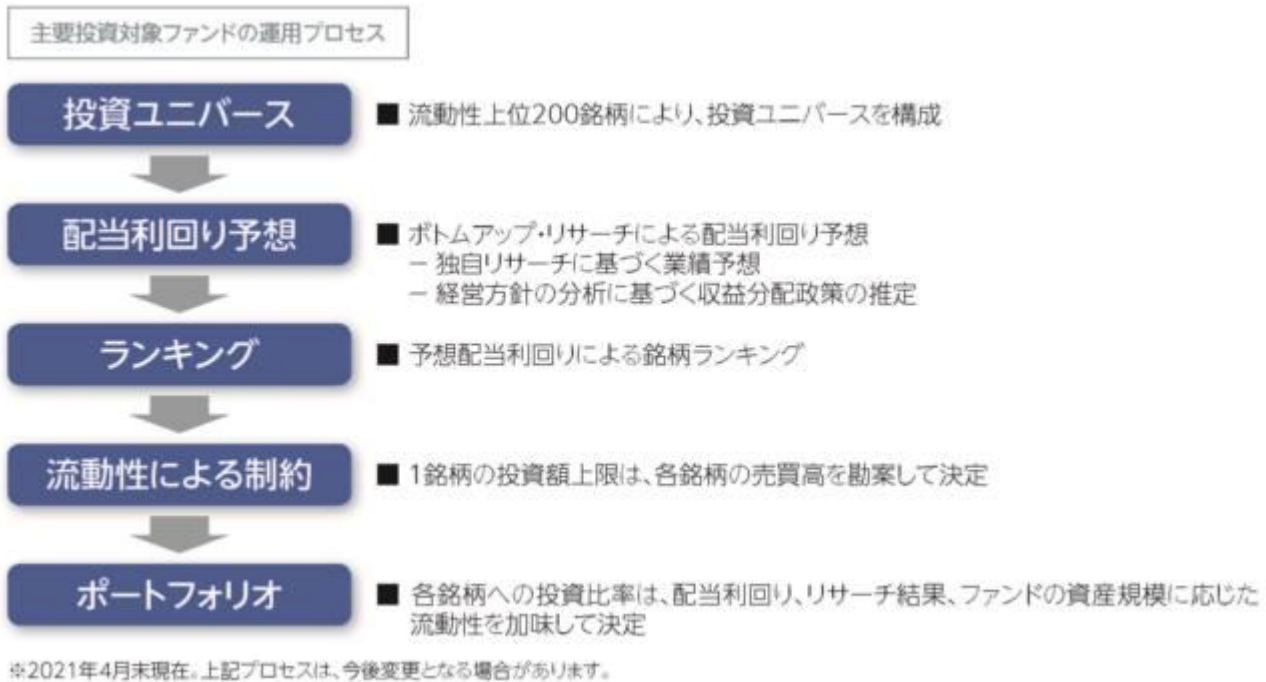 主要投資対象ファンドの運用プロセス
投資ユニバース
■ 流動性上位200銘柄により、投資ユニバースを構成
配当利回り予想
■ ボトムアップ・リサーチによる配当利回り予想
－ 独自リサーチに基づく業績予想
－ 経営方針の分析に基づく収益分配政策の推定
ランキング
■ 予想配当利回りによる銘柄ランキング
流動性による制約
■ 1銘柄の投資額上限は、各銘柄の売買高を勘案して決定
ポートフォリオ
■ 各銘柄への投資比率は、配当利回り、リサーチ結果、ファンドの資産規模に応じた
流動性を加味して決定
※2021年4月末現在。上記プロセスは、今後変更となる場合があります。